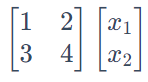 [1 2] [x₁]
[3 4] [x₂]